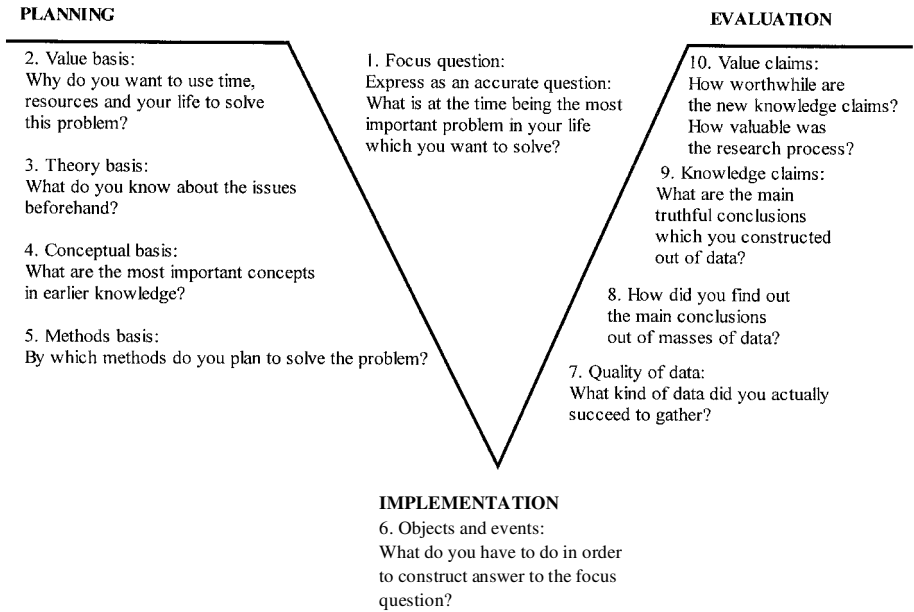 PLANNING
2. Value basis:
Why do you want to use time,
resources and your life to solve
this problem?
3. Theory basis:
What do you know about the issues
beforehand?
4. Conceptual basis:
What are the most important concepts
in earlier knowledge?
5. Methods basis:
By which methods do you plan to solve the problem?
1. Focus question:
Express as an accurate question:
What is at the time being the most
important problem in your life
which you want to solve?
EVALUATION
10. Value claims:
How worthwhile are
the new knowledge claims?
How valuable was
the research process?
9. Knowledge claims:
What are the main
truthful conclusions
which you constructed
out of data?
8. How did you find out
the main conclusions
out of masses of data?
7. Quality of data:
What kind of data did you actually
succeed to gather?
IMPLEMENTATION
6. Objects and events:
What do you have to do in order
to construct answer to the focus
question?